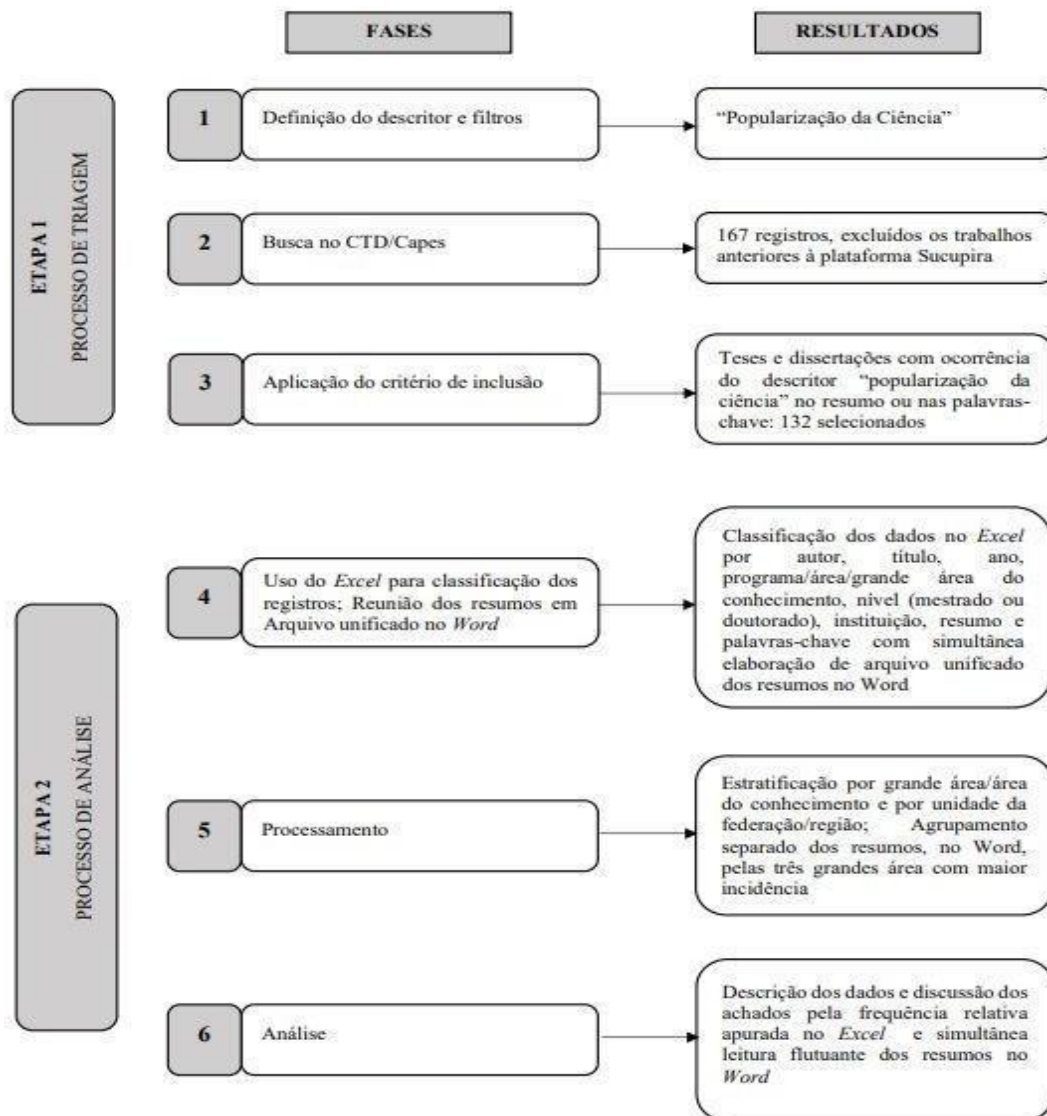 FASES
RESULTADOS
ETAPA 1
PROCESSO DE TRIAGEM
1
Definição do descritor e filtros
“Popularização da Ciência”
2
Busca no CTD/Capes
167 registros, excluídos os trabalhos
anteriores à plataforma Sucupira
3
Aplicação do critério de inclusão
Teses e dissertações com ocorrência
do descritor “popularização da
ciência” no resumo ou nas palavras-
chave: 132 selecionados
ETAPA 2
PROCESSO DE ANÁLISE
4
Uso do Excel para classificação dos
registros; Reunião dos resumos em
Arquivo unificado no Word
Classificação dos dados no Excel
por autor, título, ano,
programa/área/grande área do
conhecimento, nível (mestrado ou
doutorado), instituição, resumo e
palavras-chave com simultânea
elaboração de arquivo unificado
dos resumos no Word
5
Processamento
Estratificação por grande área/área
do conhecimento e por unidade da
federação/região; Agrupamento
separado dos resumos, no Word,
pelas três grandes área com maior
incidência
6
Análise
Descrição dos dados e discussão dos
achados pela frequência relativa
apurada no Excel e simultânea
leitura flutuante dos resumos no
Word